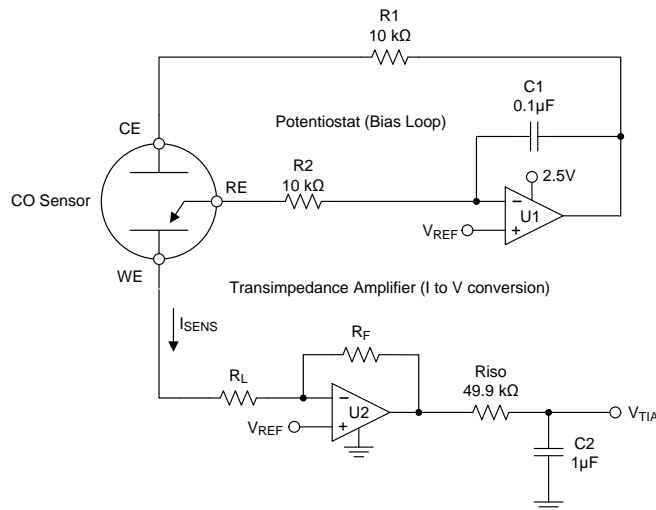 R1
10 kΩ
C1
0.1µF
Potentiostat (Bias Loop)
CE
R2
10 kΩ
RE
2.5V
CO Sensor
−
U1
VREF
+
WE
Transimpedance Amplifier (I to V conversion)
ISENS
RF
RL
Riso
49.9 kΩ
−
U2
VREF
+
VTIA
C2
1µF